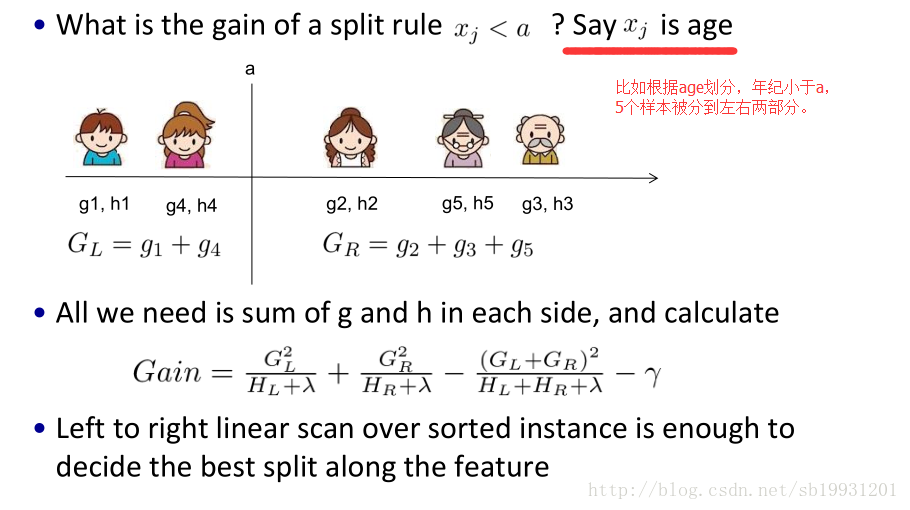 • What is the gain of a split rule x_j < a ? Say x_j is age
a
比如根据age划分，年纪小于a，
5个样本被分到左右两部分。
g1, h1 g4, h4 g2, h2 g5, h5 g3, h3
G_L = g_1 + g_4 G_R = g_2 + g_3 + g_5
• All we need is sum of g and h in each side, and calculate
Gain = \frac{G_L^2}{H_L+λ} + \frac{G_R^2}{H_R+λ} − \frac{(G_L+G_R)^2}{H_L+H_R+λ} − γ
• Left to right linear scan over sorted instance is enough to
decide the best split along the feature
http://blog.csdn.net/sb19931201